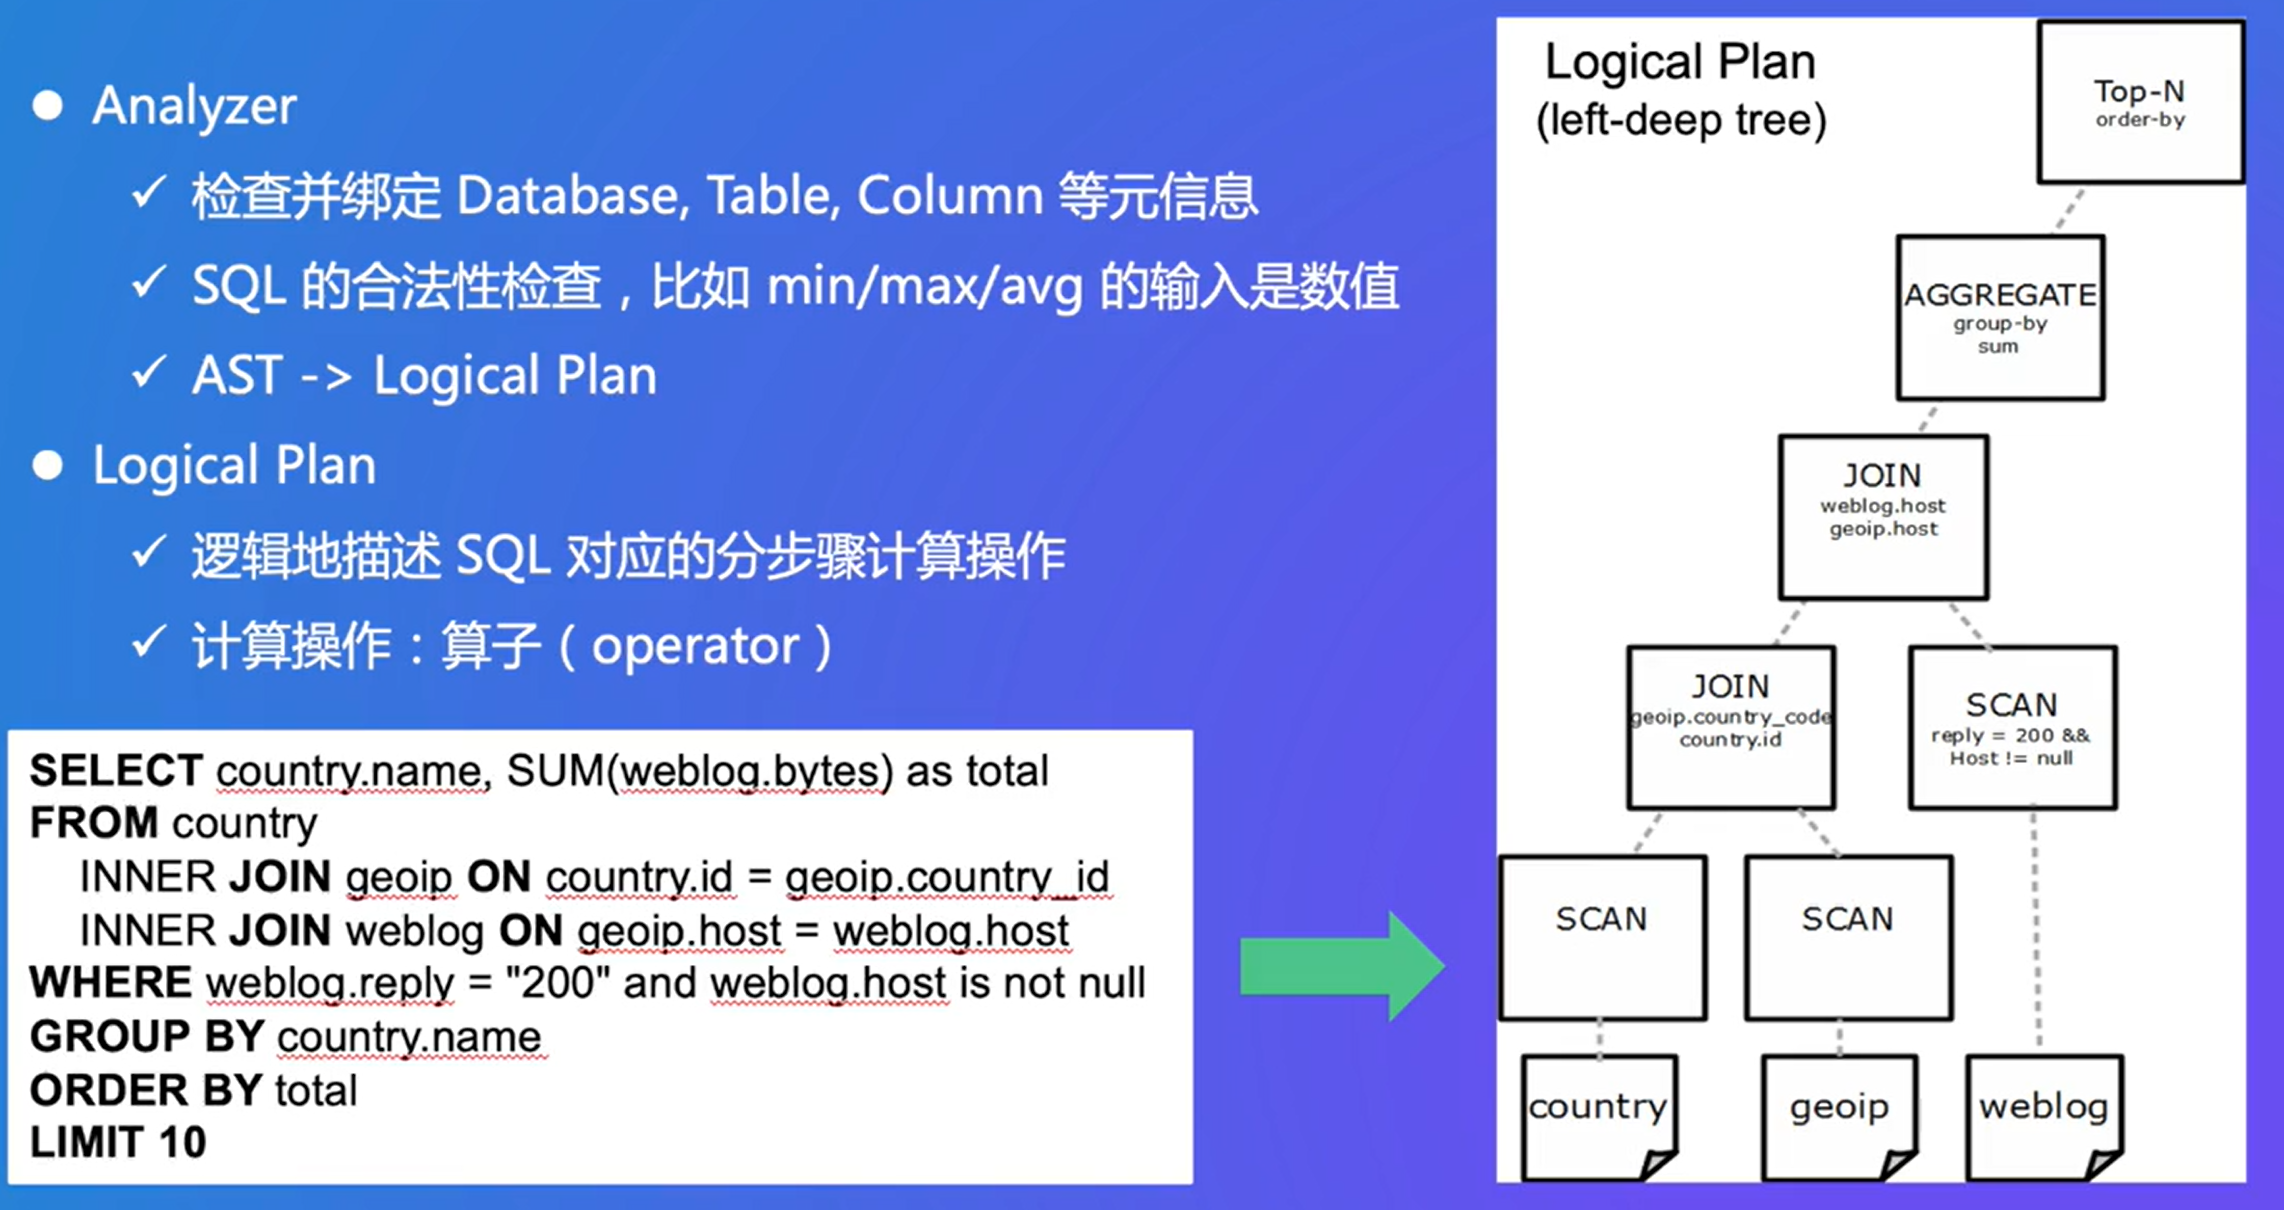 Analyzer
✓ 检查并绑定 Database, Table, Column 等元信息
✓ SQL 的合法性检查，比如 min/max/avg 的输入是数值
✓ AST -> Logical Plan
Logical Plan
✓ 逻辑地描述 SQL 对应的分步骤计算操作
✓ 计算操作：算子（operator）
SELECT country.name, SUM(weblog.bytes) as total
FROM country
INNER JOIN geoip ON country.id = geoip.country_id
INNER JOIN weblog ON geoip.host = weblog.host
WHERE weblog.reply = "200" and weblog.host is not null
GROUP BY country.name
ORDER BY total
LIMIT 10
Logical Plan
(left-deep tree)
Top-N
order-by
AGGREGATE
group-by
sum
JOIN
weblog.host
geoip.host
JOIN
geoip.country_code
country.id
SCAN
reply = 200 &&
Host != null
SCAN
SCAN
country
geoip
weblog